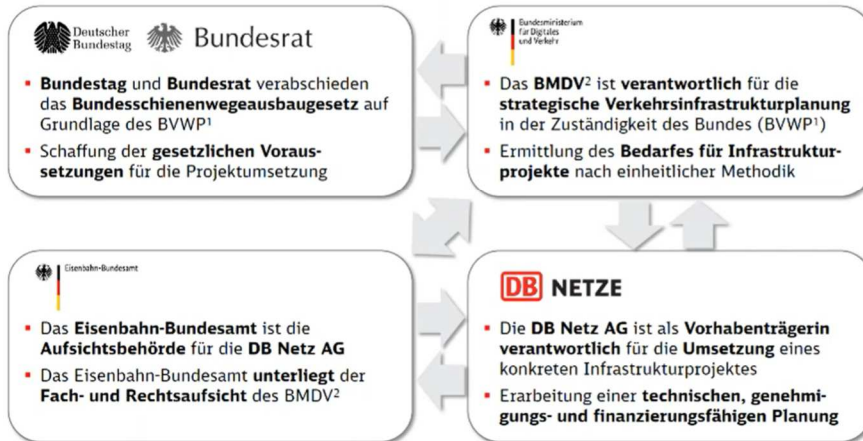 Deutscher
Bundestag
Bundesrat
▪ Bundestag und Bundesrat verabschieden
das Bundesschienenwegeausbaugesetz auf
Grundlage des BVWP¹
▪ Schaffung der gesetzlichen Voraus-
setzungen für die Projektumsetzung
Bundesministerium
für Digitales
und Verkehr
▪ Das BMDV² ist verantwortlich für die
strategische Verkehrsinfrastrukturplanung
in der Zuständigkeit des Bundes (BVWP¹)
▪ Ermittlung des Bedarfes für Infrastruktur-
projekte nach einheitlicher Methodik
Eisenbahn-Bundesamt
▪ Das Eisenbahn-Bundesamt ist die
Aufsichtsbehörde für die DB Netz AG
▪ Das Eisenbahn-Bundesamt unterliegt der
Fach- und Rechtsaufsicht des BMDV²
DB NETZE
▪ Die DB Netz AG ist als Vorhabenträgerin
verantwortlich für die Umsetzung eines
konkreten Infrastrukturprojektes
▪ Erarbeitung einer technischen, genehmi-
gungs- und finanzierungsfähigen Planung